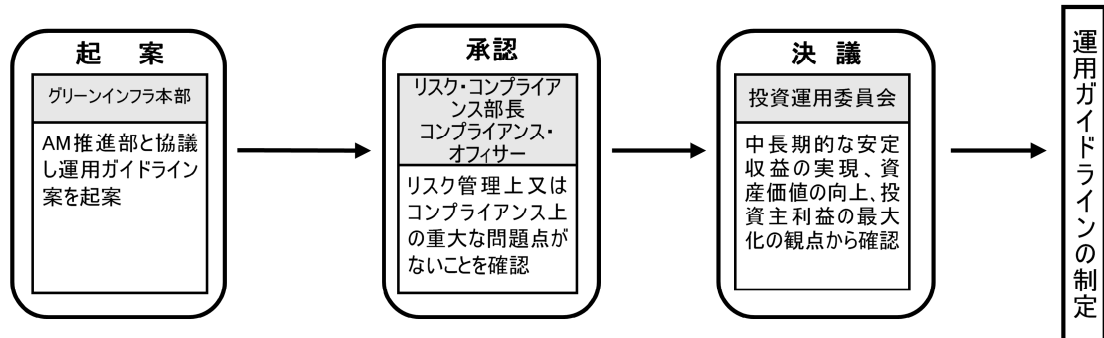 起　案
グリーンインフラ本部
AM推進部と協議
し運用ガイドライン
案を起案
承認
リスク・コンプライア
ンス部長
コンプライアンス・
オフィサー
リスク管理上又は
コンプライアンス上
の重大な問題点が
ないことを確認
決　議
投資運用委員会
中長期的な安定
収益の実現、資
産価値の向上、投
資主利益の最大
化の観点から確認
運用ガイドラインの制定